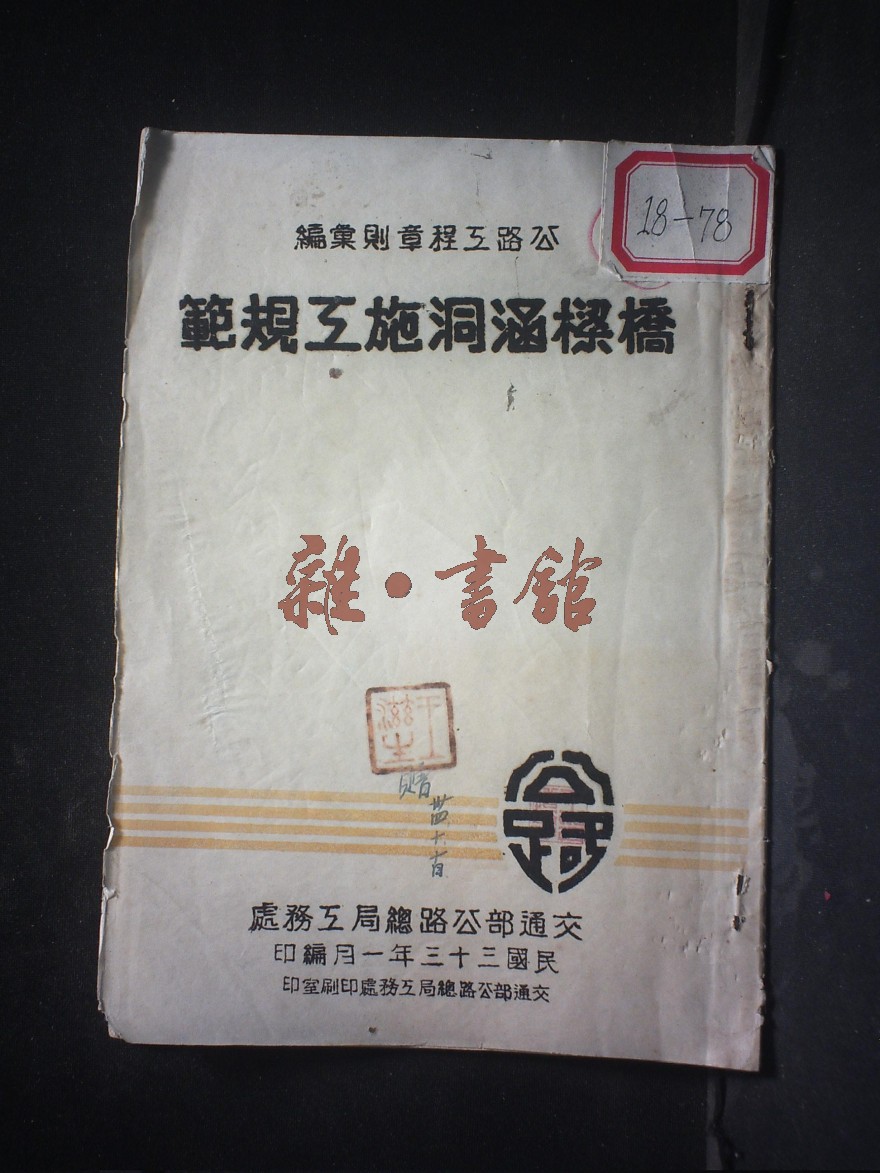 18-78
公路工程章則彙編
橋樑涵洞施工規範
雜·書館
公路
交通部公路總局工務處
民國三十三年一月編印
交通部公路總局工務處印刷室印